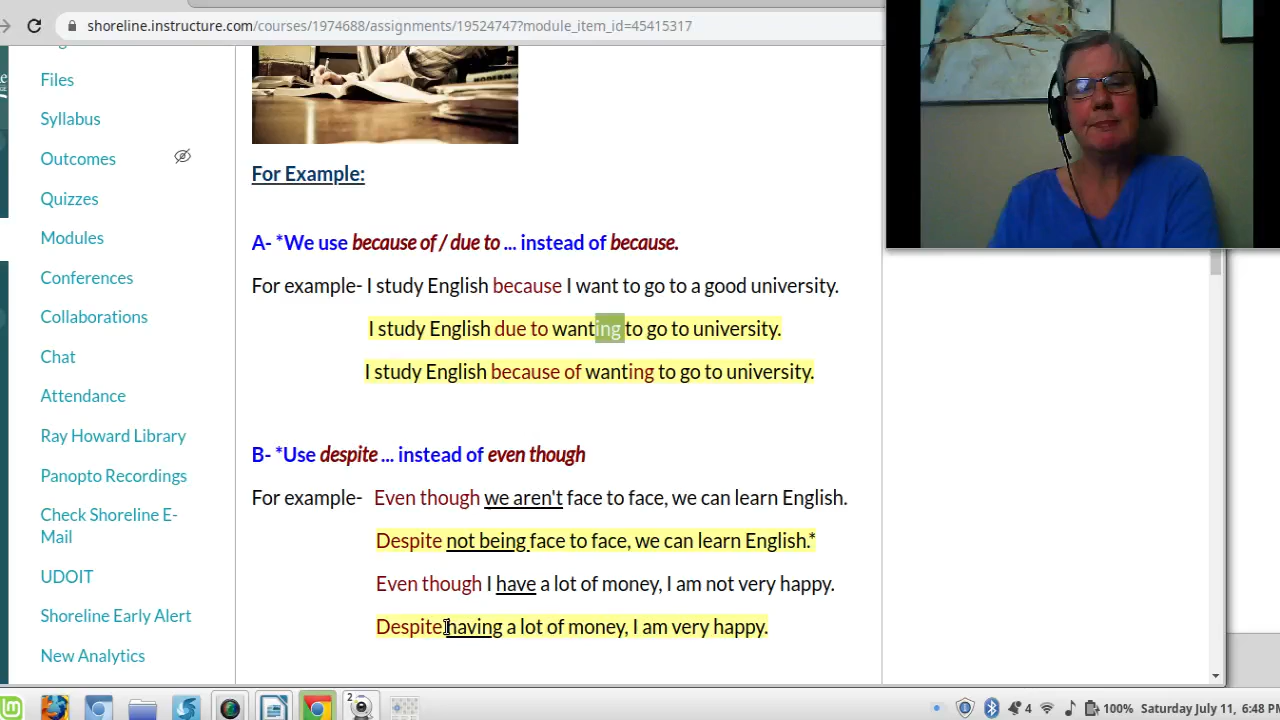 shoreline.instructure.com/courses/1974688/assignments/19524747?module_item_id=45415317
Files
Syllabus
Outcomes
Quizzes
Modules
Conferences
Collaborations
Chat
Attendance
Ray Howard Library
Panopto Recordings
Check Shoreline E-
Mail
UDOIT
Shoreline Early Alert
New Analytics
For Example:
A- *We use because of / due to ... instead of because.
For example- I study English because I want to go to a good university.
I study English due to wanting to go to university.
I study English because of wanting to go to university.
B- *Use despite ... instead of even though
For example- Even though we aren't face to face, we can learn English.
Despite not being face to face, we can learn English.*
Even though I have a lot of money, I am not very happy.
Despite having a lot of money, I am very happy.
2
4 100% Saturday July 11, 6:48 PM